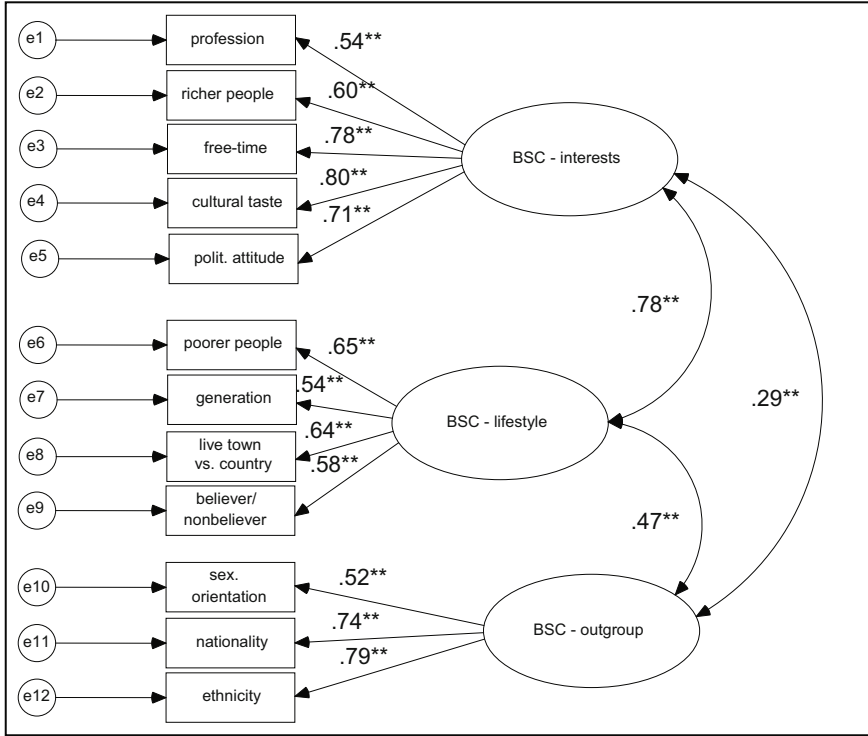 e1
profession
.54**
e2
richer people
.60**
e3
free-time
.78**
BSC - interests
e4
cultural taste
.80**
e5
polit. attitude
.71**
.78**
e6
poorer people
.65**
e7
generation
.54**
.29**
e8
live town
vs. country
.64**
BSC - lifestyle
e9
believer/
nonbeliever
.58**
.47**
e10
sex.
orientation
.52**
e11
nationality
.74**
BSC - outgroup
e12
ethnicity
.79**